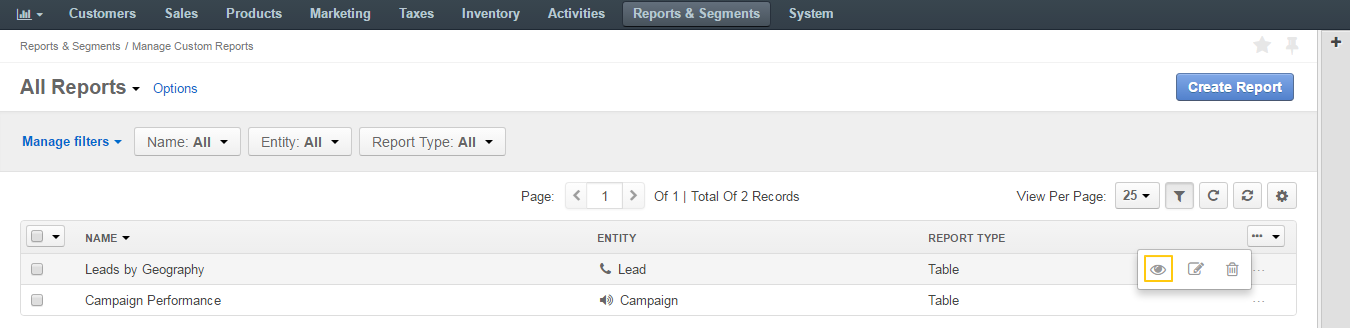 Customers Sales Products Marketing Taxes Inventory Activities Reports & Segments System
Reports & Segments / Manage Custom Reports
All Reports Options Create Report
Manage filters Name: All Entity: All Report Type: All
Page: 1 Of 1 | Total Of 2 Records View Per Page: 25
NAME ENTITY REPORT TYPE
Leads by Geography Lead Table
Campaign Performance Campaign Table